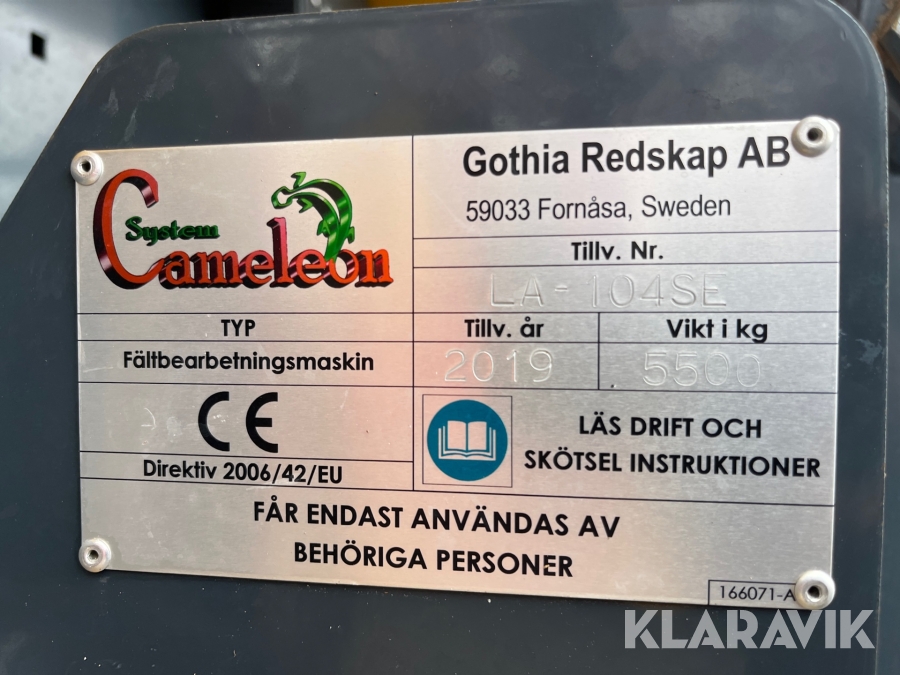 System
Cameleon
Gothia Redskap AB
59033 Fornåsa, Sweden
Tillv. Nr.
LA-104SE
TYP
Fältbearbetningsmaskin
Tillv. år
2019
Vikt i kg
5500
CE
Direktiv 2006/42/EU
LÄS DRIFT OCH
SKÖTSEL INSTRUKTIONER
FÅR ENDAST ANVÄNDAS AV
BEHÖRIGA PERSONER
166071-A
KLARAVIK